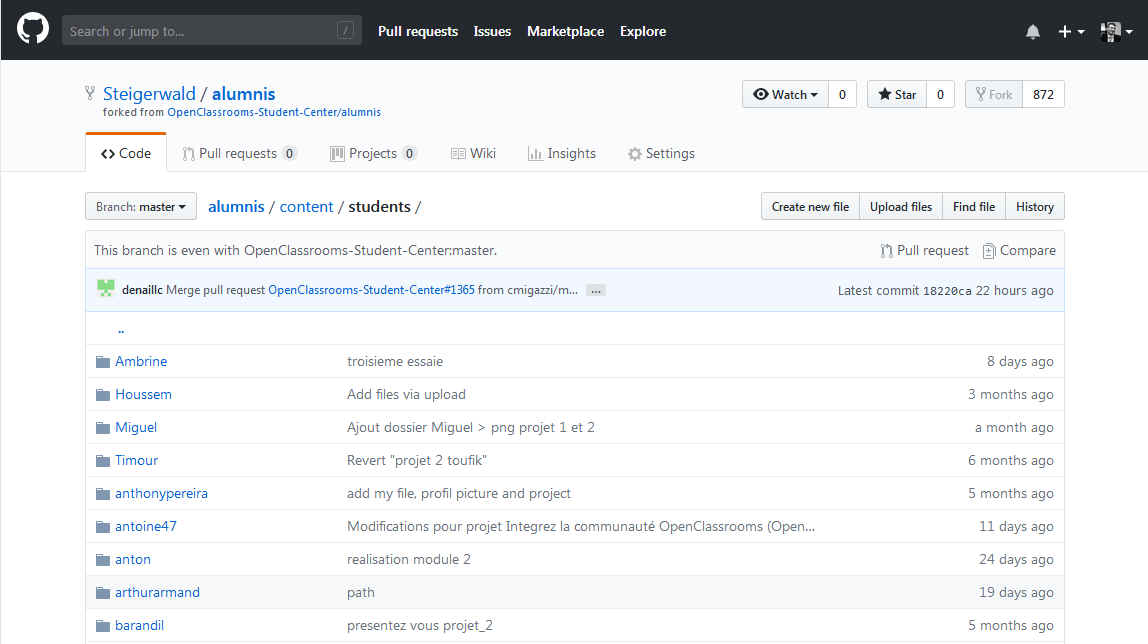 Search or jump to... / Pull requests Issues Marketplace Explore
Steigerwald / alumnis Watch 0 Star 0 Fork 872
forked from OpenClassrooms-Student-Center/alumnis
Code Pull requests 0 Projects 0 Wiki Insights Settings
Branch: master alumnis / content / students / Create new file Upload files Find file History
This branch is even with OpenClassrooms-Student-Center:master. Pull request Compare
denaillc Merge pull request OpenClassrooms-Student-Center#1365 from cmigazzi/m... ... Latest commit 18220ca 22 hours ago
..
Ambrine troisieme essaie 8 days ago
Houssem Add files via upload 3 months ago
Miguel Ajout dossier Miguel > png projet 1 et 2 a month ago
Timour Revert "projet 2 toufik" 6 months ago
anthonypereira add my file, profil picture and project 5 months ago
antoine47 Modifications pour projet Integrez la communauté OpenClassrooms (Open... 11 days ago
anton realisation module 2 24 days ago
arthurarmand path 19 days ago
barandil presentez vous projet_2 5 months ago